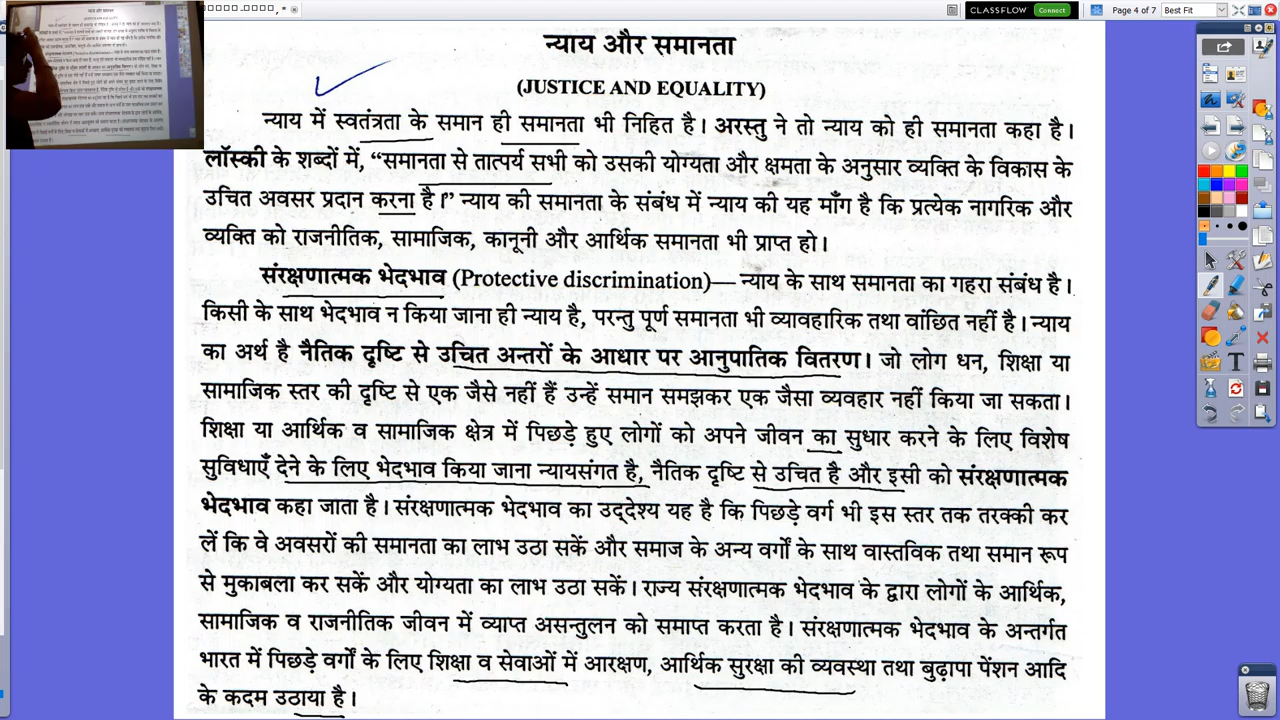 CLASSFLOW Connect Page 4 of 7 Best Fit
न्याय और समानता
(JUSTICE AND EQUALITY)
न्याय में स्वतंत्रता के समान ही समानता भी निहित है। अरस्तु ने तो न्याय को ही समानता कहा है।
लॉस्की के शब्दों में, “समानता से तात्पर्य सभी को उसकी योग्यता और क्षमता के अनुसार व्यक्ति के विकास के
उचित अवसर प्रदान करना है।” न्याय की समानता के संबंध में न्याय की यह माँग है कि प्रत्येक नागरिक और
व्यक्ति को राजनीतिक, सामाजिक, कानूनी और आर्थिक समानता भी प्राप्त हो।
संरक्षणात्मक भेदभाव (Protective discrimination)— न्याय के साथ समानता का गहरा संबंध है।
किसी के साथ भेदभाव न किया जाना ही न्याय है, परन्तु पूर्ण समानता भी व्यावहारिक तथा वांछित नहीं है। न्याय
का अर्थ है नैतिक दृष्टि से उचित अन्तरों के आधार पर आनुपातिक वितरण। जो लोग धन, शिक्षा या
सामाजिक स्तर की दृष्टि से एक जैसे नहीं हैं उन्हें समान समझकर एक जैसा व्यवहार नहीं किया जा सकता।
शिक्षा या आर्थिक व सामाजिक क्षेत्र में पिछड़े हुए लोगों को अपने जीवन का सुधार करने के लिए विशेष
सुविधाएँ देने के लिए भेदभाव किया जाना न्यायसंगत है, नैतिक दृष्टि से उचित है और इसी को संरक्षणात्मक
भेदभाव कहा जाता है। संरक्षणात्मक भेदभाव का उद्देश्य यह है कि पिछड़े वर्ग भी इस स्तर तक तरक्की कर
लें कि वे अवसरों की समानता का लाभ उठा सकें और समाज के अन्य वर्गों के साथ वास्तविक तथा समान रूप
से मुकाबला कर सकें और योग्यता का लाभ उठा सकें। राज्य संरक्षणात्मक भेदभाव के द्वारा लोगों के आर्थिक,
सामाजिक व राजनीतिक जीवन में व्याप्त असन्तुलन को समाप्त करता है। संरक्षणात्मक भेदभाव के अन्तर्गत
भारत में पिछड़े वर्गों के लिए शिक्षा व सेवाओं में आरक्षण, आर्थिक सुरक्षा की व्यवस्था तथा बुढ़ापा पेंशन आदि
के कदम उठाया है।